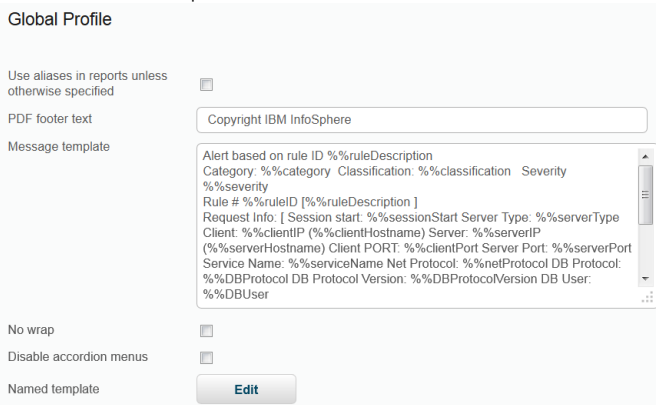 Global Profile
Use aliases in reports unless
otherwise specified
PDF footer text
Copyright IBM InfoSphere
Message template
Alert based on rule ID %%ruleDescription
Category: %%category  Classification: %%classification   Severity
%%severity
Rule # %%ruleID [%%ruleDescription ]
Request Info: [ Session start: %%sessionStart Server Type: %%serverType
Client: %%clientIP (%%clientHostname) Server: %%serverIP
(%%serverHostname) Client PORT: %%clientPort Server Port: %%serverPort
Service Name: %%serviceName Net Protocol: %%netProtocol DB Protocol:
%%DBProtocol DB Protocol Version: %%DBProtocolVersion DB User:
%%DBUser
No wrap
Disable accordion menus
Named template
Edit